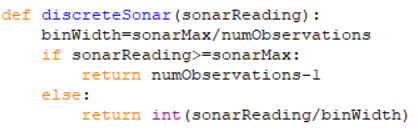 def discreteSonar(sonarReading):
    binWidth=sonarMax/numObservations
    if sonarReading>=sonarMax:
        return numObservations-1
    else:
        return int(sonarReading/binWidth)